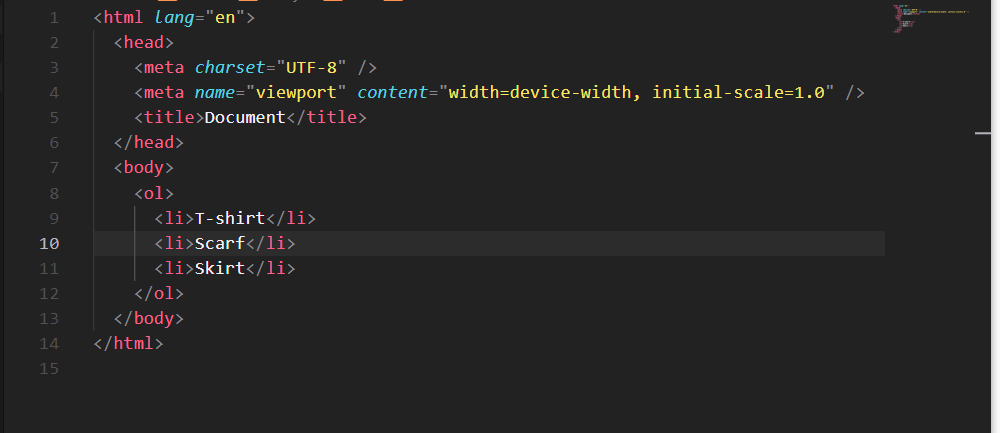 1 <html lang="en">
2 <head>
3 <meta charset="UTF-8" />
4 <meta name="viewport" content="width=device-width, initial-scale=1.0" />
5 <title>Document</title>
6 </head>
7 <body>
8 <ol>
9 <li>T-shirt</li>
10 <li>Scarf</li>
11 <li>Skirt</li>
12 </ol>
13 </body>
14 </html>
15